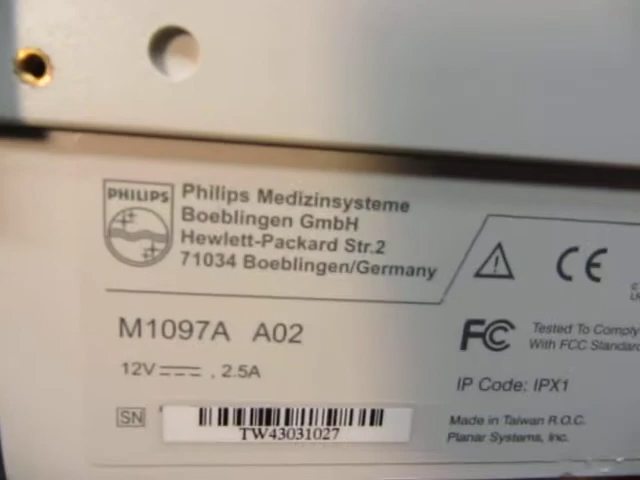 PHILIPS
Philips Medizinsysteme
Boeblingen GmbH
Hewlett-Packard Str.2
71034 Boeblingen/Germany
M1097A A02
12V⎓, 2.5A
SN
TW43031027
CE
FC
Tested To Comply
With FCC Standard
IP Code: IPX1
Made in Taiwan R.O.C.
Planar Systems, Inc.